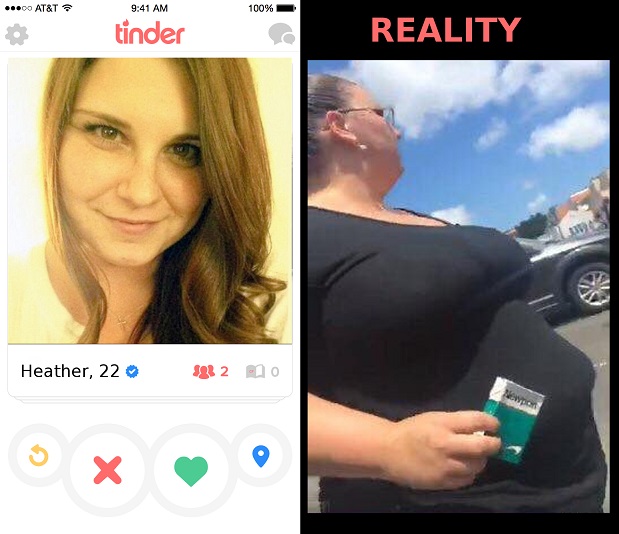 AT&T
9:41 AM
100%
tinder
Heather, 22
2
0
REALITY
Newport